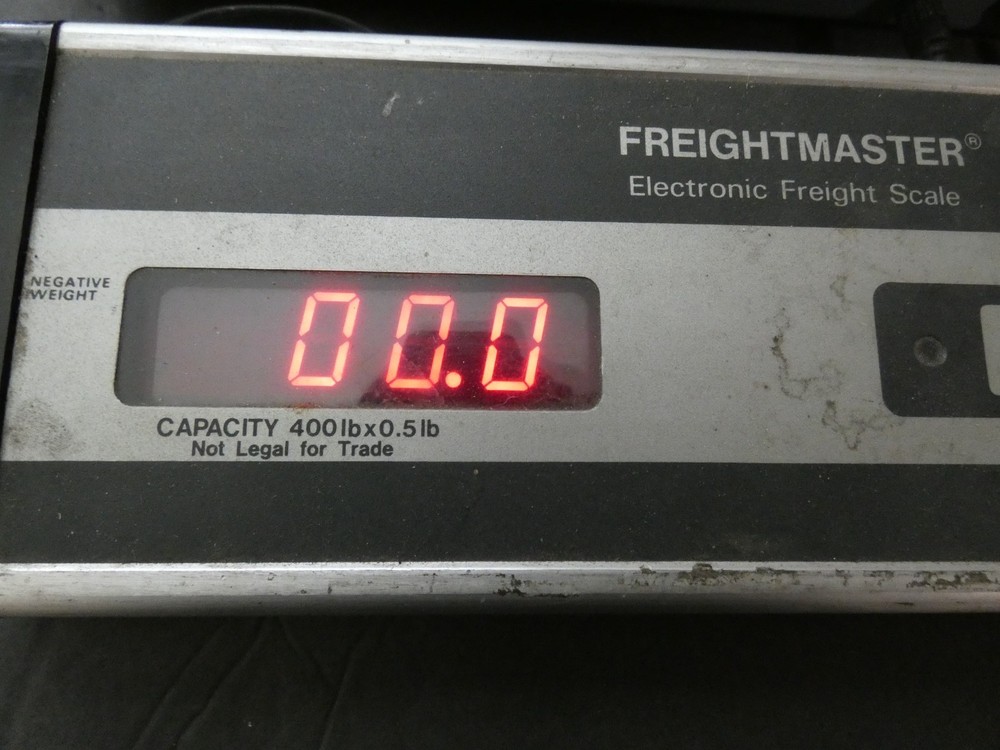 FREIGHTMASTER®
Electronic Freight Scale
NEGATIVE
WEIGHT
00.0
CAPACITY 400lbx0.5lb
Not Legal for Trade